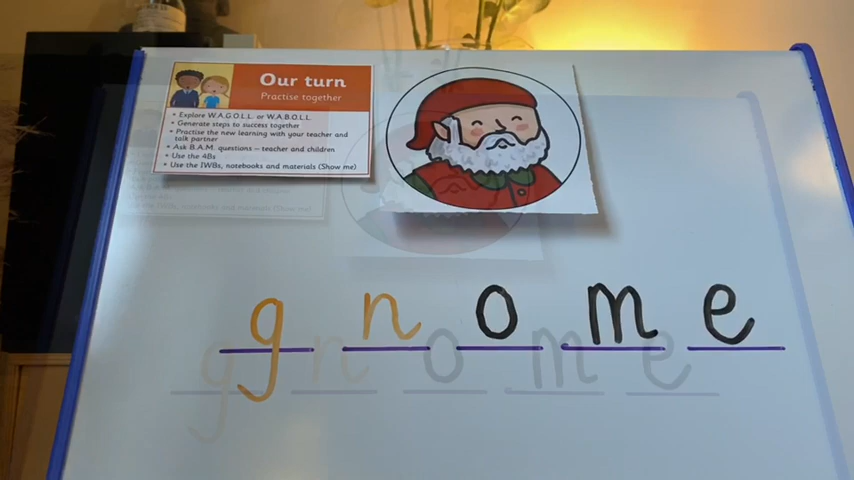 Our turn
Practise together
• Explore W.A.G.O.L.L. or W.A.B.O.L.L.
• Generate steps to success together
• Practise the new learning with your teacher and
talk partner
• Ask B.A.M. questions – teacher and children
• Use the 4Bs
• Use the IWBs, notebooks and materials (Show me)
g n o m e